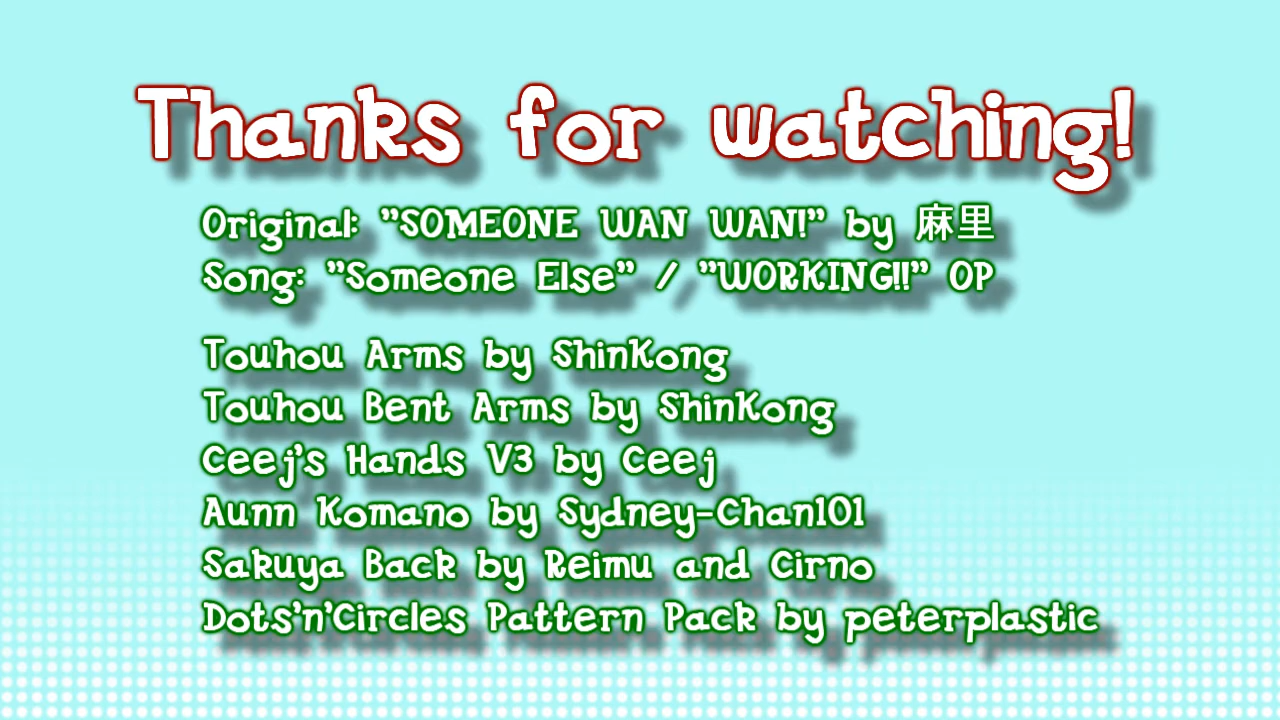 Thanks for watching!
Original: "SOMEONE WAN WAN!" by 麻里
Song: "Someone Else" / "WORKING!!" OP
Touhou Arms by ShinKong
Touhou Bent Arms by ShinKong
Ceej's Hands V3 by Ceej
Aunn Komano by Sydney-Chan101
Sakuya Back by Reimu and Cirno
Dots'n'Circles Pattern Pack by peterplastic